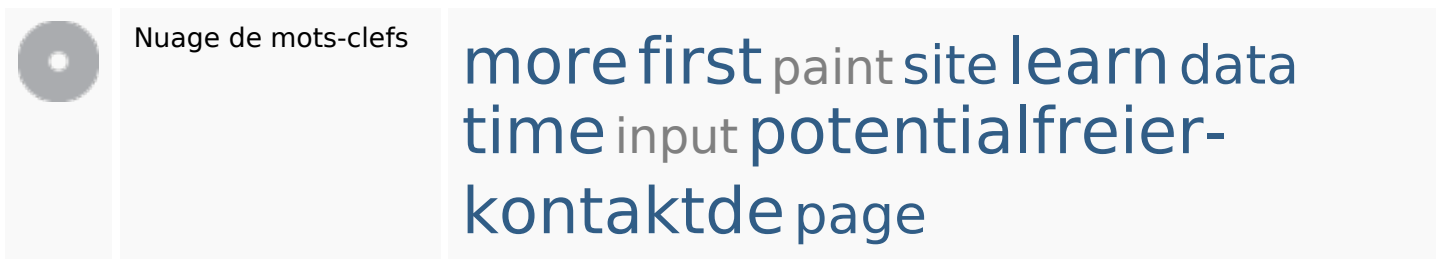 Nuage de mots-clefs
more first paint site learn data
time input potentialfreier-
kontaktde page